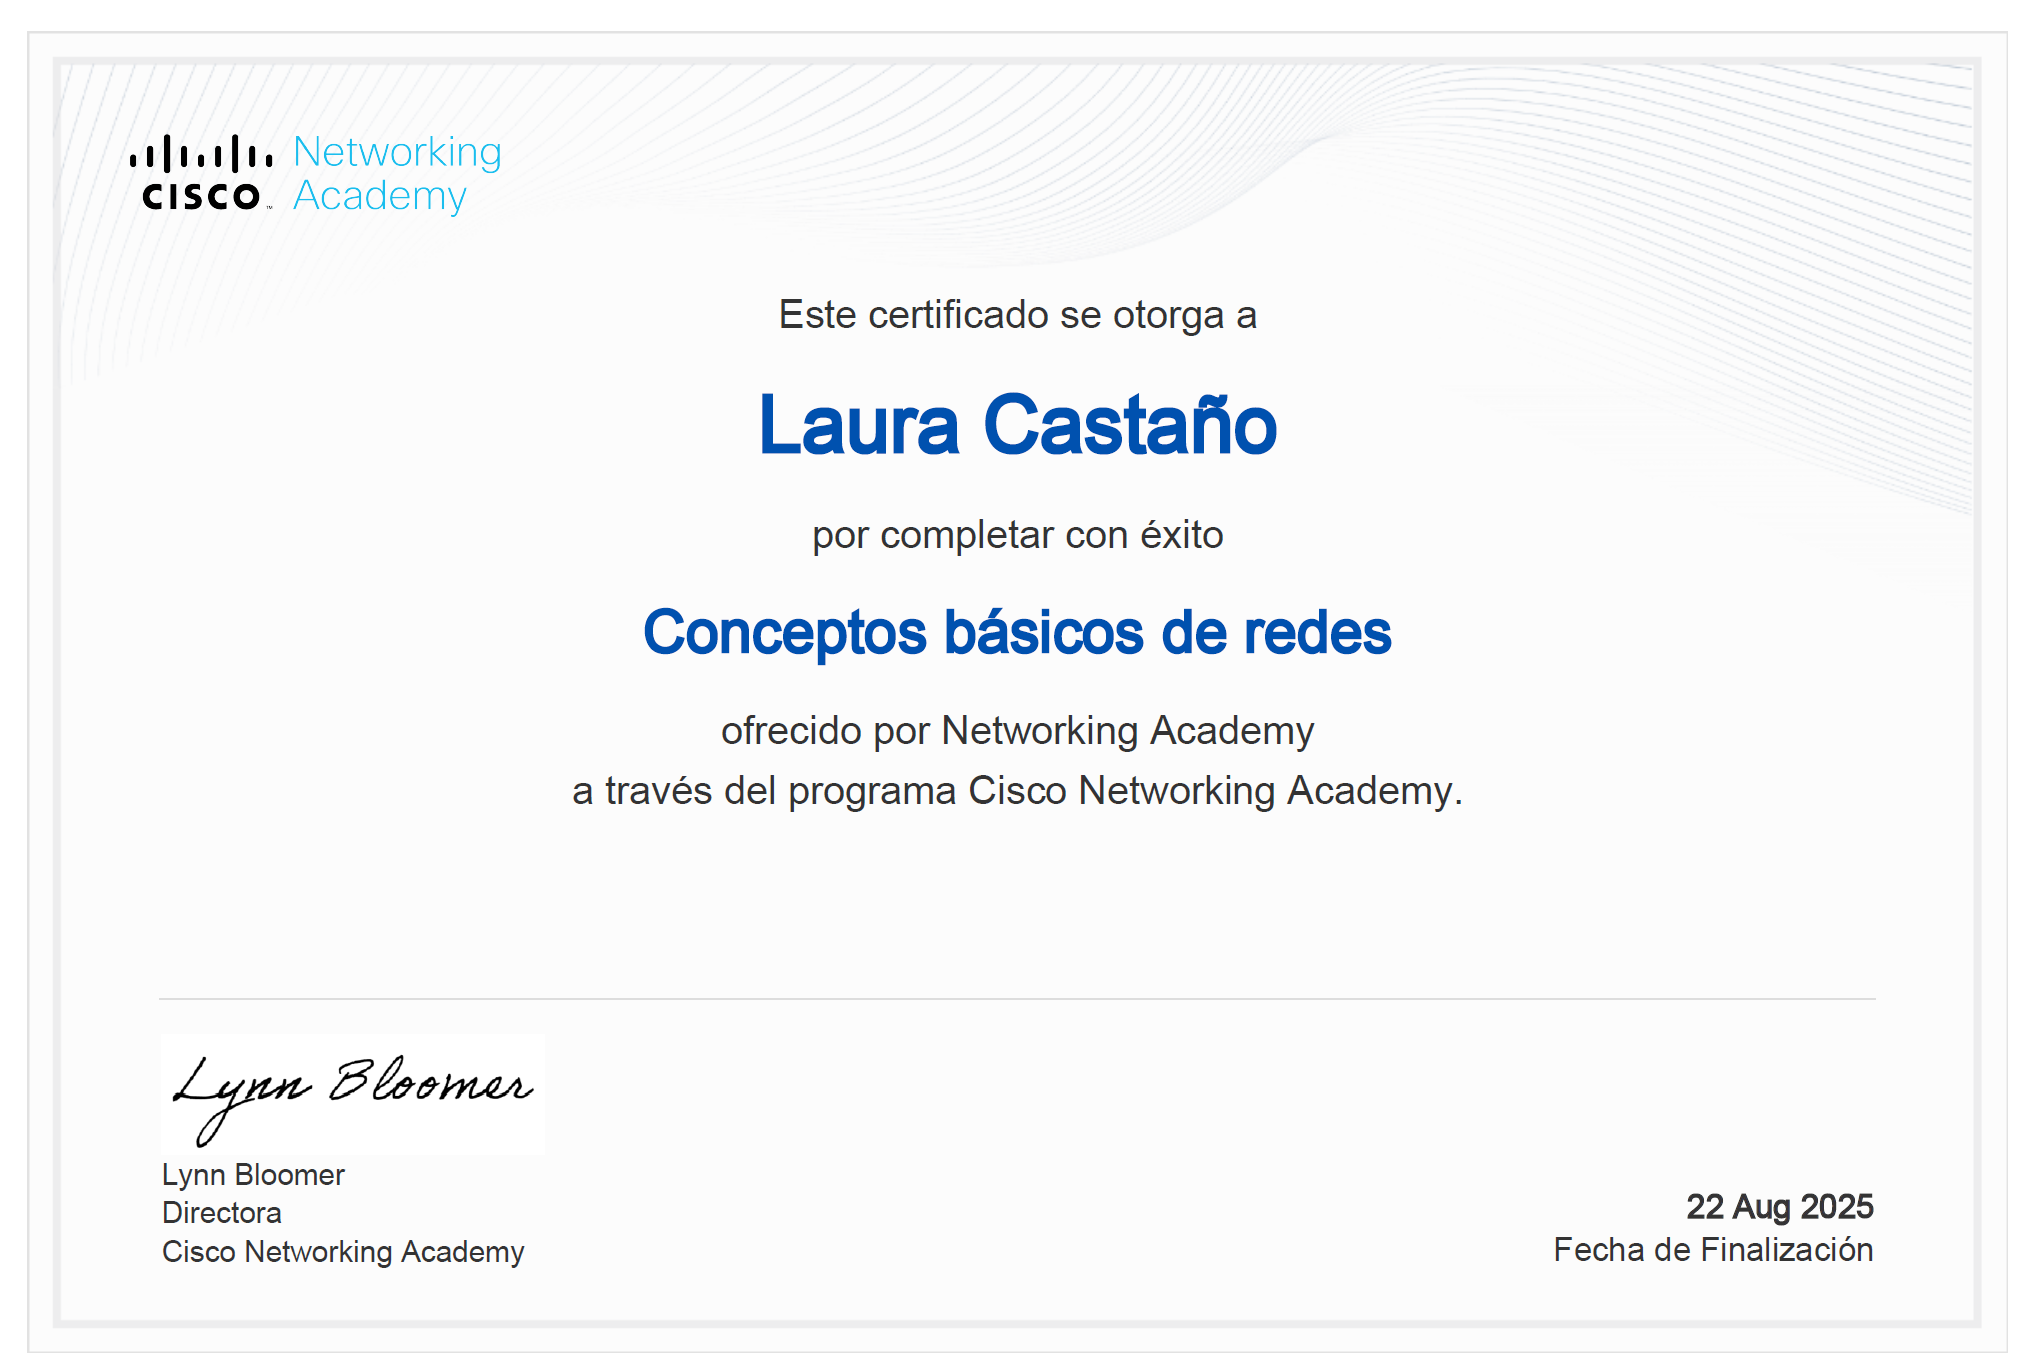 CISCO™ Networking Academy
Este certificado se otorga a
Laura Castaño
por completar con éxito
Conceptos básicos de redes
ofrecido por Networking Academy
a través del programa Cisco Networking Academy.
Lynn Bloomer
Lynn Bloomer
Directora
Cisco Networking Academy
22 Aug 2025
Fecha de Finalización